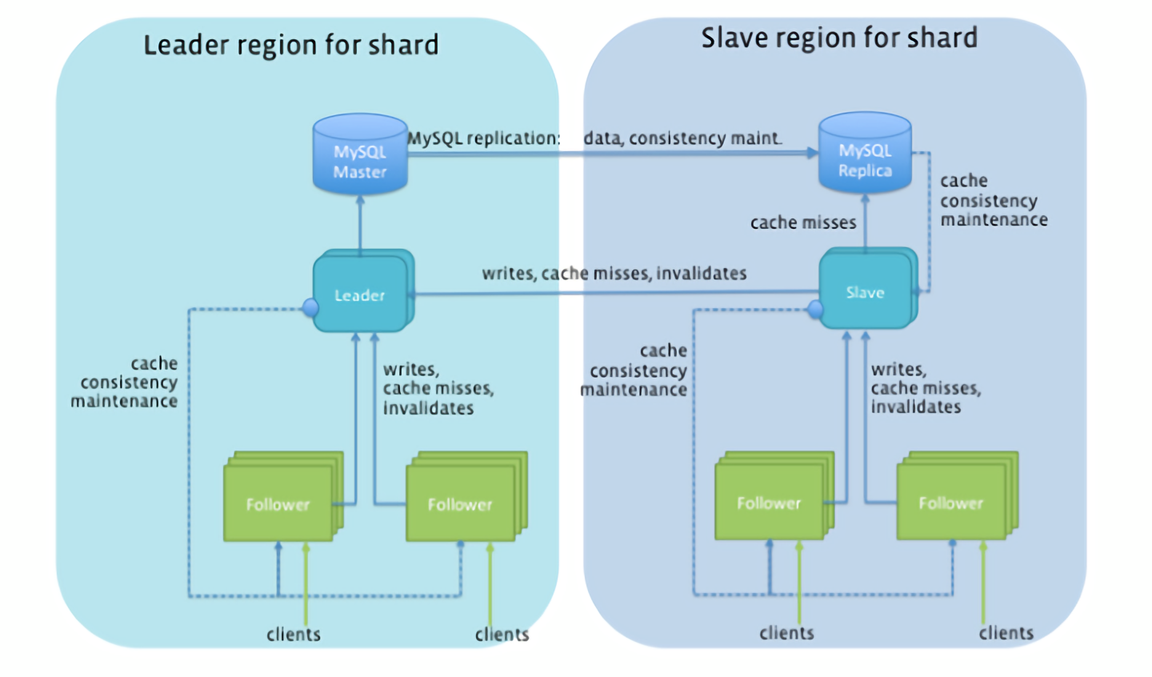 Leader region for shard
Slave region for shard
MySQL
Master
MySQL replication: data, consistency maint.
MySQL
Replica
cache
consistency
maintenance
cache misses
Leader
writes, cache misses, invalidates
Slave
cache
consistency
maintenance
writes,
cache misses,
invalidates
cache
consistency
maintenance
writes,
cache misses,
invalidates
Follower
Follower
Follower
Follower
clients
clients
clients
clients